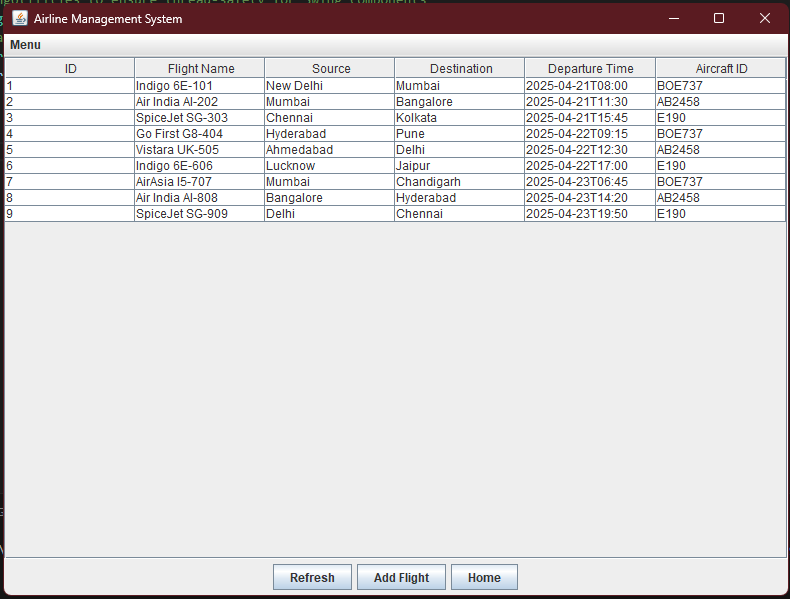 Airline Management System
Menu
ID Flight Name Source Destination Departure Time Aircraft ID
1 Indigo 6E-101 New Delhi Mumbai 2025-04-21T08:00 BOE737
2 Air India AI-202 Mumbai Bangalore 2025-04-21T11:30 AB2458
3 SpiceJet SG-303 Chennai Kolkata 2025-04-21T15:45 E190
4 Go First G8-404 Hyderabad Pune 2025-04-22T09:15 BOE737
5 Vistara UK-505 Ahmedabad Delhi 2025-04-22T12:30 AB2458
6 Indigo 6E-606 Lucknow Jaipur 2025-04-22T17:00 E190
7 AirAsia I5-707 Mumbai Chandigarh 2025-04-23T06:45 BOE737
8 Air India AI-808 Bangalore Hyderabad 2025-04-23T14:20 AB2458
9 SpiceJet SG-909 Delhi Chennai 2025-04-23T19:50 E190
Refresh Add Flight Home